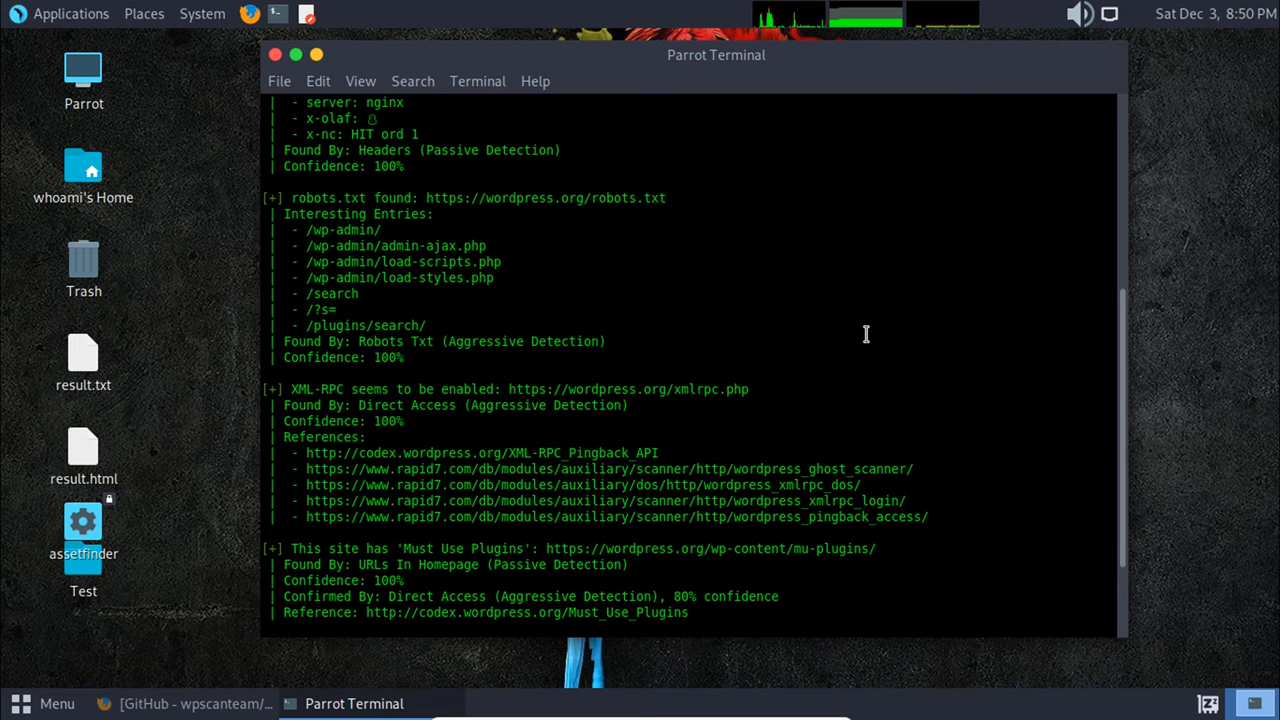 Applications Places System Sat Dec 3, 8:50 PM
Parrot Terminal
File Edit View Search Terminal Help
Parrot
whoami's Home
Trash
result.txt
result.html
assetfinder
Test
| - server: nginx
| - x-olaf: ☃
| - x-nc: HIT ord 1
| Found By: Headers (Passive Detection)
| Confidence: 100%
[+] robots.txt found: https://wordpress.org/robots.txt
| Interesting Entries:
| - /wp-admin/
| - /wp-admin/admin-ajax.php
| - /wp-admin/load-scripts.php
| - /wp-admin/load-styles.php
| - /search
| - /?s=
| - /plugins/search/
| Found By: Robots Txt (Aggressive Detection)
| Confidence: 100%
[+] XML-RPC seems to be enabled: https://wordpress.org/xmlrpc.php
| Found By: Direct Access (Aggressive Detection)
| Confidence: 100%
| References:
| - http://codex.wordpress.org/XML-RPC_Pingback_API
| - https://www.rapid7.com/db/modules/auxiliary/scanner/http/wordpress_ghost_scanner/
| - https://www.rapid7.com/db/modules/auxiliary/dos/http/wordpress_xmlrpc_dos/
| - https://www.rapid7.com/db/modules/auxiliary/scanner/http/wordpress_xmlrpc_login/
| - https://www.rapid7.com/db/modules/auxiliary/scanner/http/wordpress_pingback_access/
[+] This site has 'Must Use Plugins': https://wordpress.org/wp-content/mu-plugins/
| Found By: URLs In Homepage (Passive Detection)
| Confidence: 100%
| Confirmed By: Direct Access (Aggressive Detection), 80% confidence
| Reference: http://codex.wordpress.org/Must_Use_Plugins
Menu [GitHub - wpscanteam/... Parrot Terminal